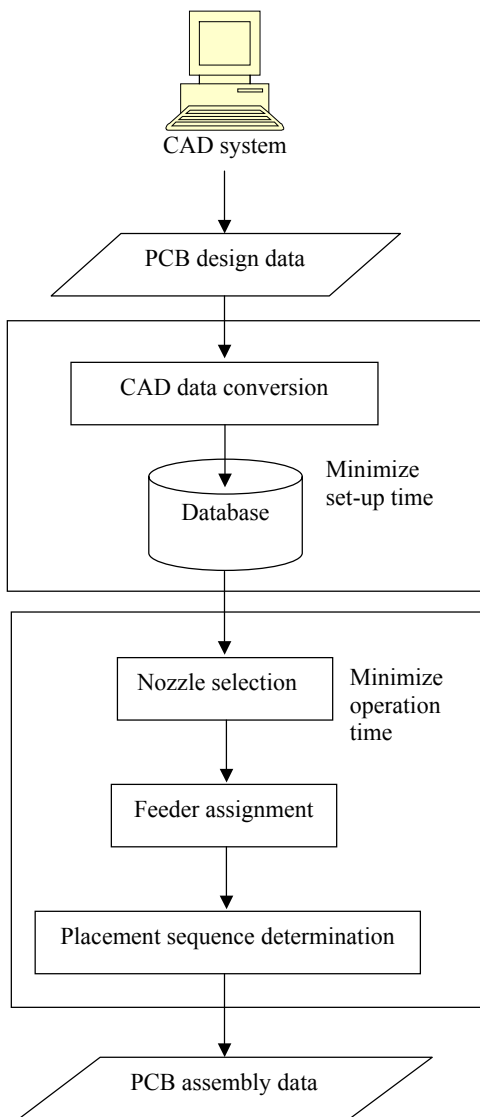 CAD system
PCB design data
CAD data conversion
Database
Minimize
set-up time
Nozzle selection
Minimize
operation
time
Feeder assignment
Placement sequence determination
PCB assembly data